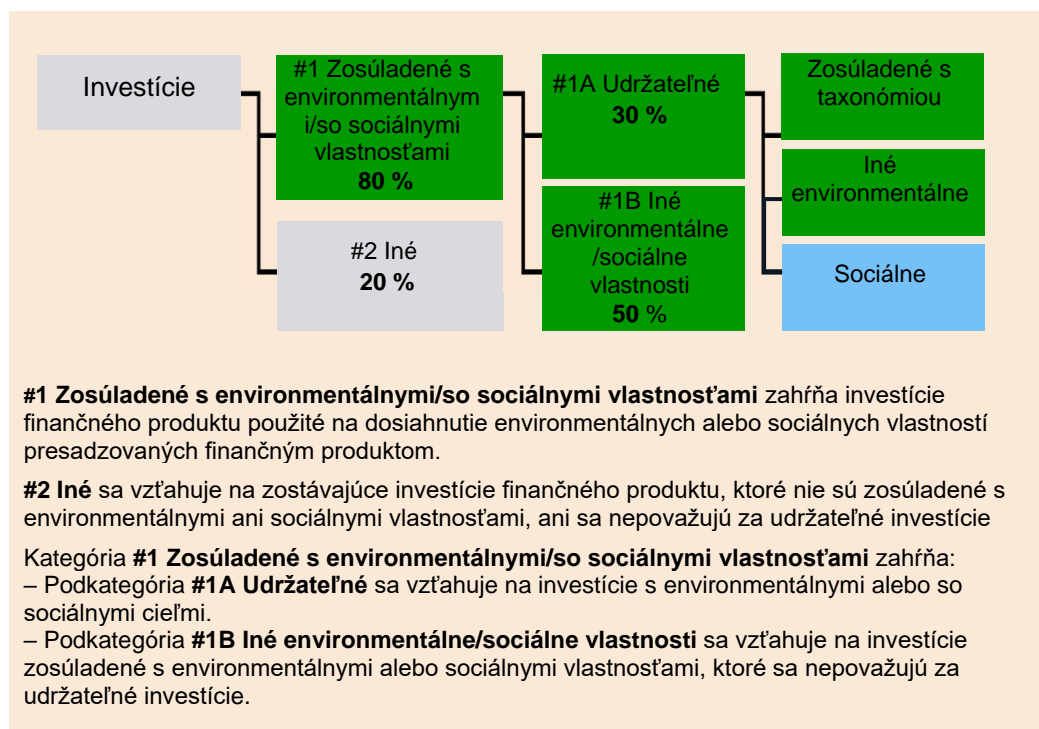 Investície
#1 Zosúladené s
environmentálnym
i/so sociálnymi
vlastnosťami
80 %
#2 Iné
20 %
#1A Udržateľné
30 %
#1B Iné
environmentálne
/sociálne
vlastnosti
50 %
Zosúladené s
taxonómiou
Iné
environmentálne
Sociálne
#1 Zosúladené s environmentálnymi/so sociálnymi vlastnosťami zahŕňa investície
finančného produktu použité na dosiahnutie environmentálnych alebo sociálnych vlastností
presadzovaných finančným produktom.
#2 Iné sa vzťahuje na zostávajúce investície finančného produktu, ktoré nie sú zosúladené s
environmentálnymi ani sociálnymi vlastnosťami, ani sa nepovažujú za udržateľné investície
Kategória #1 Zosúladené s environmentálnymi/so sociálnymi vlastnosťami zahŕňa:
– Podkategória #1A Udržateľné sa vzťahuje na investície s environmentálnymi alebo so
sociálnymi cieľmi.
– Podkategória #1B Iné environmentálne/sociálne vlastnosti sa vzťahuje na investície
zosúladené s environmentálnymi alebo sociálnymi vlastnosťami, ktoré sa nepovažujú za
udržateľné investície.